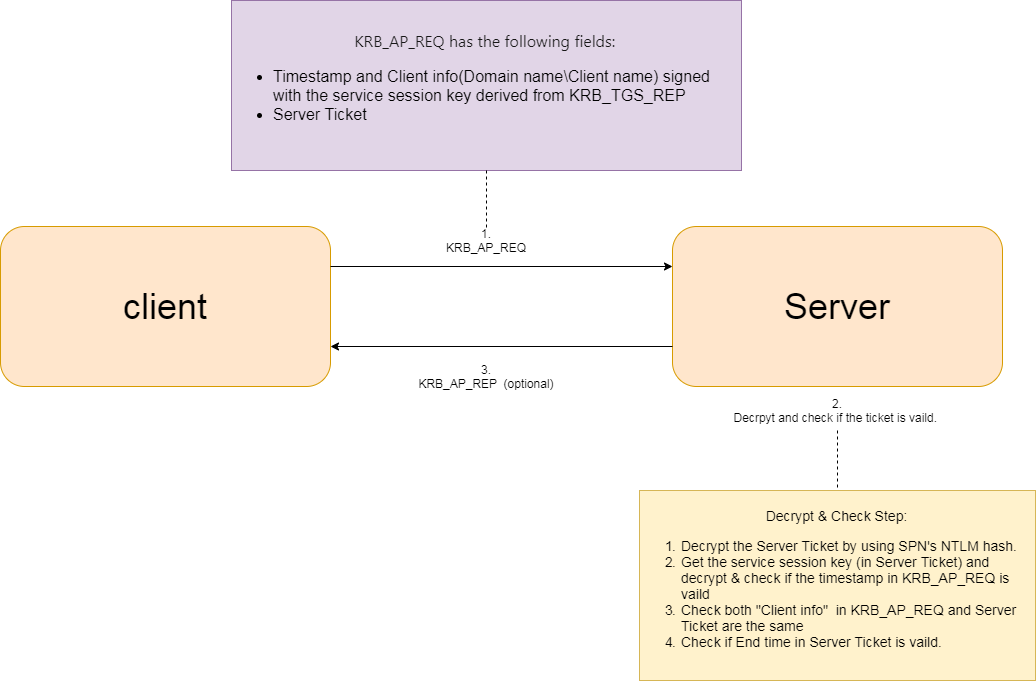 KRB_AP_REQ has the following fields:
• Timestamp and Client info(Domain name\Client name) signed
with the service session key derived from KRB_TGS_REP
• Server Ticket
1.
KRB_AP_REQ
client
Server
3.
KRB_AP_REP (optional)
2.
Decrpyt and check if the ticket is vaild.
Decrypt & Check Step:
1. Decrypt the Server Ticket by using SPN's NTLM hash.
2. Get the service session key (in Server Ticket) and
decrypt & check if the timestamp in KRB_AP_REQ is
vaild
3. Check both "Client info"  in KRB_AP_REQ and Server
Ticket are the same
4. Check if End time in Server Ticket is vaild.